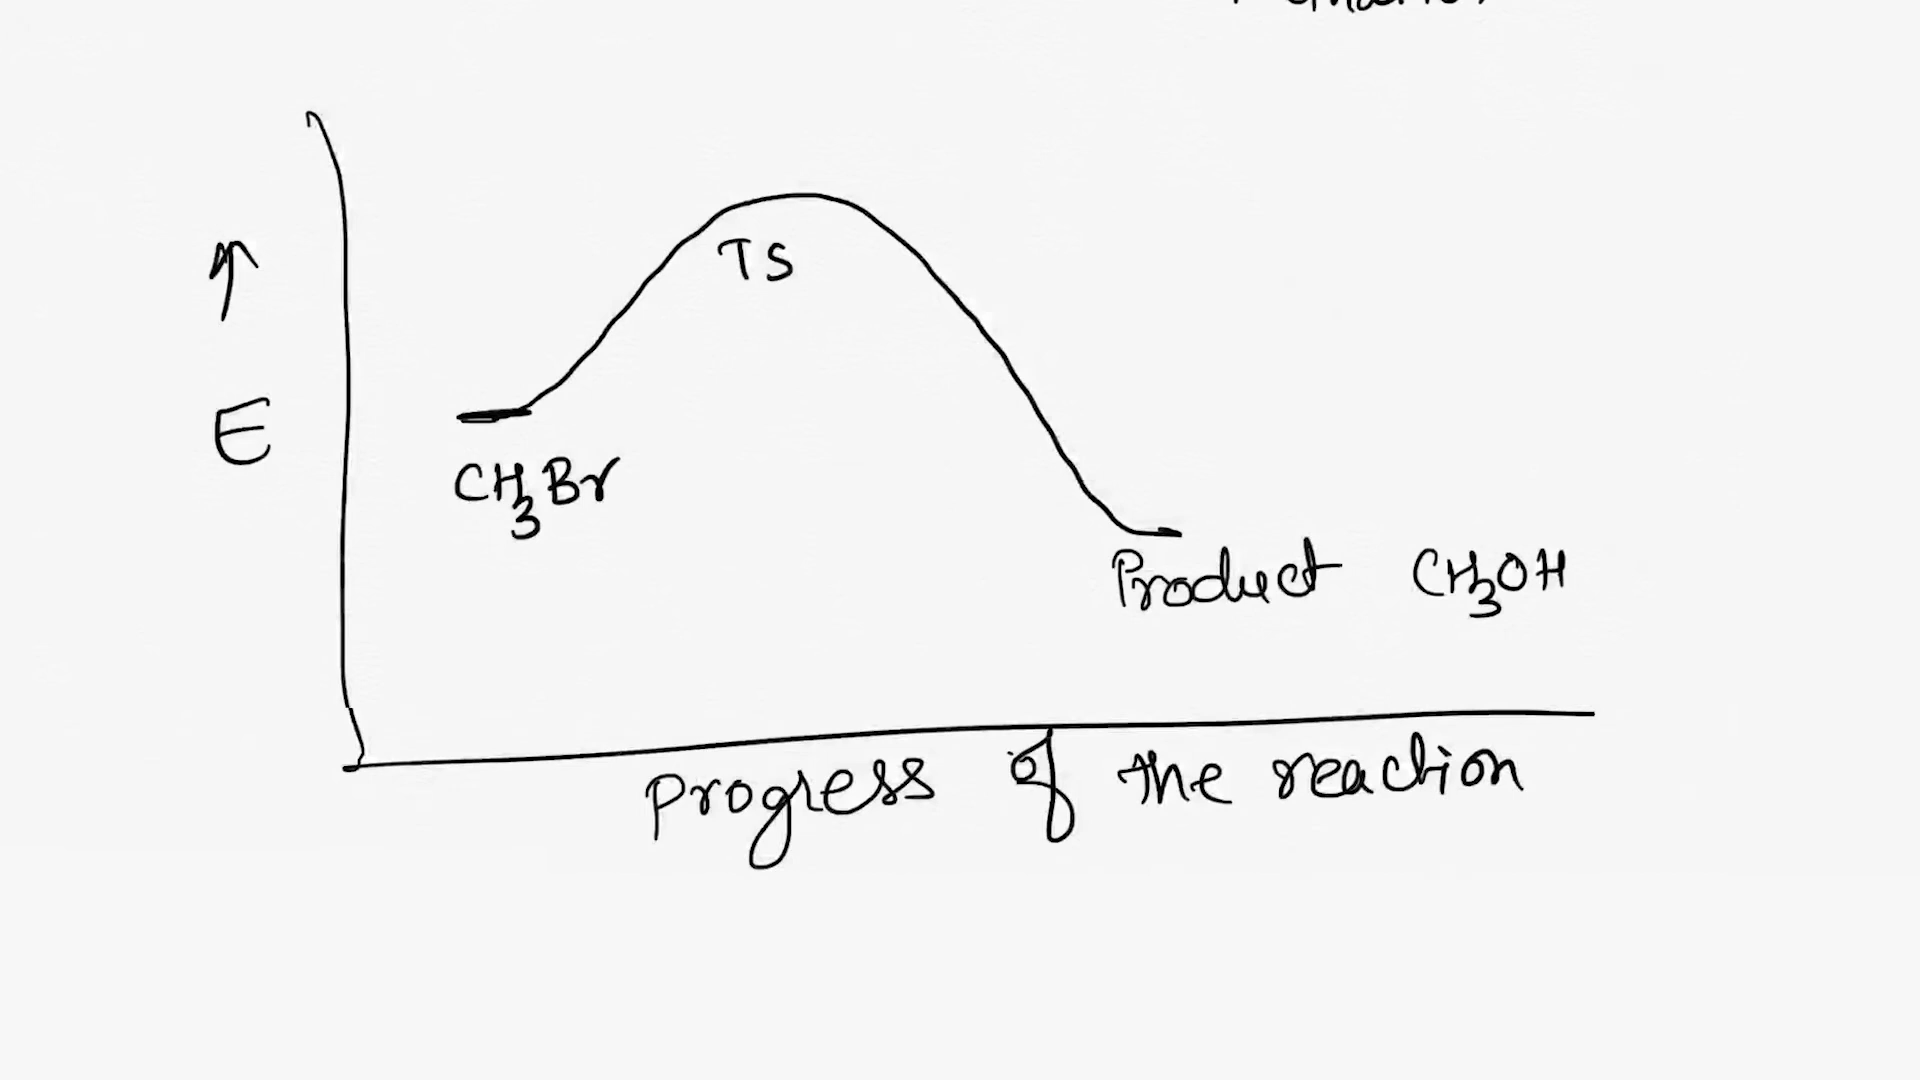 TS
E
CH3Br
Product CH3OH
Progress of the reaction